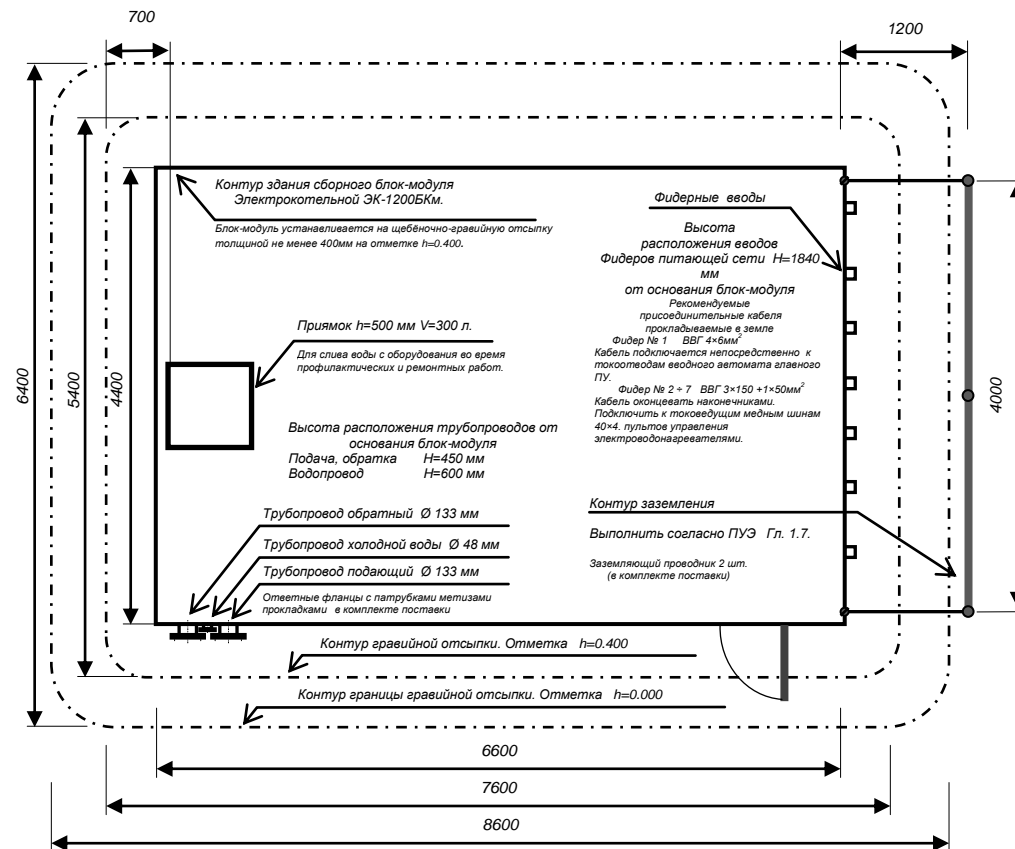 700
1200
Контур здания сборного блок-модуля
Электрокотельной ЭК-1200БКм.
Блок-модуль устанавливается на щебёночно-гравийную отсыпку
толщиной не менее 400мм на отметке h=0.400.
Фидерные вводы
Высота
расположения вводов
Фидеров питающей сети H=1840
мм
от основания блок-модуля
Рекомендуемые
присоединительные кабеля
прокладываемые в земле
Фидер № 1 ВВГ 4×6мм²
Кабель подключается непосредственно к
токоотводам вводного автомата главного
ПУ.
Фидер № 2 ÷ 7 ВВГ 3×150 +1×50мм²
Кабель оконцевать наконечниками.
Подключить к токоведущим медным шинам
40×4. пультов управления
электроводонагревателями.
Приямок h=500 мм V=300 л.
Для слива воды с оборудования во время
профилактических и ремонтных работ.
6400
5400
4400
4000
Высота расположения трубопроводов от
основания блок-модуля
Подача, обратка H=450 мм
Водопровод H=600 мм
Контур заземления
Выполнить согласно ПУЭ Гл. 1.7.
Заземляющий проводник 2 шт.
(в комплекте поставки)
Трубопровод обратный Ø 133 мм
Трубопровод холодной воды Ø 48 мм
Трубопровод подающий Ø 133 мм
Ответные фланцы с патрубками метизами
прокладками в комплекте поставки
Контур гравийной отсыпки. Отметка h=0.400
Контур границы гравийной отсыпки. Отметка h=0.000
6600
7600
8600